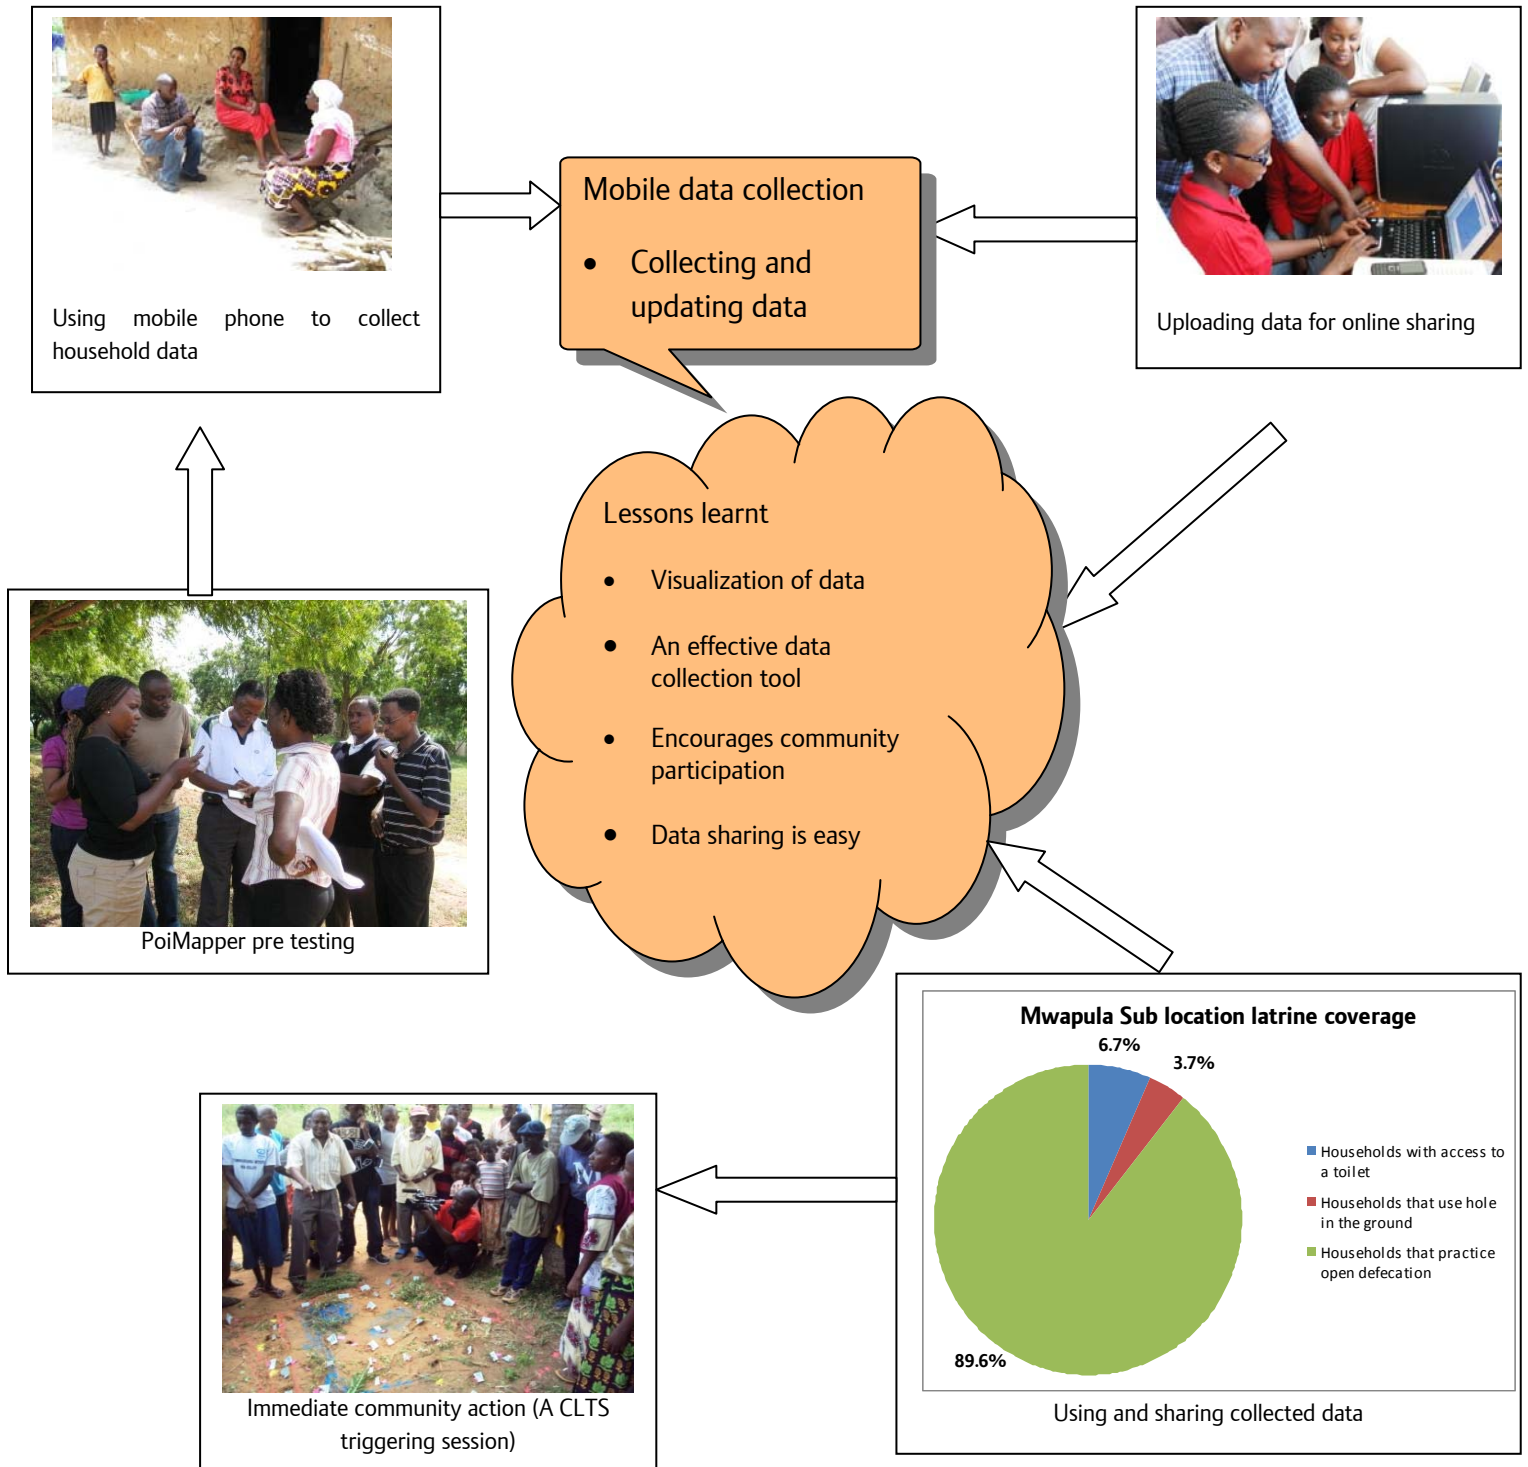 Using mobile phone to collect
household data
Mobile data collection
• Collecting and
updating data
Uploading data for online sharing
Lessons learnt
• Visualization of data
• An effective data
collection tool
• Encourages community
participation
• Data sharing is easy
PoiMapper pre testing
Mwapula Sub location latrine coverage
6.7%
3.7%
89.6%
Households with access to
a toilet
Households that use hole
in the ground
Households that practice
open defecation
Using and sharing collected data
Immediate community action (A CLTS
triggering session)